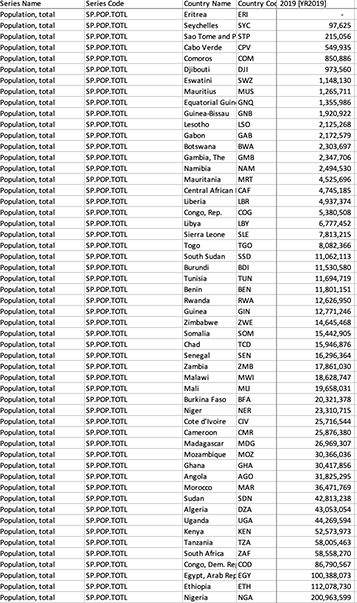 Series Name Series Code Country Name Country Coc 2019 [YR2019]
Population, total SP.POP.TOTL Eritrea ERI -
Population, total SP.POP.TOTL Seychelles SYC 97,625
Population, total SP.POP.TOTL Sao Tome and P STP 215,056
Population, total SP.POP.TOTL Cabo Verde CPV 549,935
Population, total SP.POP.TOTL Comoros COM 850,886
Population, total SP.POP.TOTL Djibouti DJI 973,560
Population, total SP.POP.TOTL Eswatini SWZ 1,148,130
Population, total SP.POP.TOTL Mauritius MUS 1,265,711
Population, total SP.POP.TOTL Equatorial Guin GNQ 1,355,986
Population, total SP.POP.TOTL Guinea-Bissau GNB 1,920,922
Population, total SP.POP.TOTL Lesotho LSO 2,125,268
Population, total SP.POP.TOTL Gabon GAB 2,172,579
Population, total SP.POP.TOTL Botswana BWA 2,303,697
Population, total SP.POP.TOTL Gambia, The GMB 2,347,706
Population, total SP.POP.TOTL Namibia NAM 2,494,530
Population, total SP.POP.TOTL Mauritania MRT 4,525,696
Population, total SP.POP.TOTL Central African CAF 4,745,185
Population, total SP.POP.TOTL Liberia LBR 4,937,374
Population, total SP.POP.TOTL Congo, Rep. COG 5,380,508
Population, total SP.POP.TOTL Libya LBY 6,777,452
Population, total SP.POP.TOTL Sierra Leone SLE 7,813,215
Population, total SP.POP.TOTL Togo TGO 8,082,366
Population, total SP.POP.TOTL South Sudan SSD 11,062,113
Population, total SP.POP.TOTL Burundi BDI 11,530,580
Population, total SP.POP.TOTL Tunisia TUN 11,694,719
Population, total SP.POP.TOTL Benin BEN 11,801,151
Population, total SP.POP.TOTL Rwanda RWA 12,626,950
Population, total SP.POP.TOTL Guinea GIN 12,771,246
Population, total SP.POP.TOTL Zimbabwe ZWE 14,645,468
Population, total SP.POP.TOTL Somalia SOM 15,442,905
Population, total SP.POP.TOTL Chad TCD 15,946,876
Population, total SP.POP.TOTL Senegal SEN 16,296,364
Population, total SP.POP.TOTL Zambia ZMB 17,861,030
Population, total SP.POP.TOTL Malawi MWI 18,628,747
Population, total SP.POP.TOTL Mali MLI 19,658,031
Population, total SP.POP.TOTL Burkina Faso BFA 20,321,378
Population, total SP.POP.TOTL Niger NER 23,310,715
Population, total SP.POP.TOTL Cote d'Ivoire CIV 25,716,544
Population, total SP.POP.TOTL Cameroon CMR 25,876,380
Population, total SP.POP.TOTL Madagascar MDG 26,969,307
Population, total SP.POP.TOTL Mozambique MOZ 30,366,036
Population, total SP.POP.TOTL Ghana GHA 30,417,856
Population, total SP.POP.TOTL Angola AGO 31,825,295
Population, total SP.POP.TOTL Morocco MAR 36,471,769
Population, total SP.POP.TOTL Sudan SDN 42,813,238
Population, total SP.POP.TOTL Algeria DZA 43,053,054
Population, total SP.POP.TOTL Uganda UGA 44,269,594
Population, total SP.POP.TOTL Kenya KEN 52,573,973
Population, total SP.POP.TOTL Tanzania TZA 58,005,463
Population, total SP.POP.TOTL South Africa ZAF 58,558,270
Population, total SP.POP.TOTL Congo, Dem. Re COD 86,790,567
Population, total SP.POP.TOTL Egypt, Arab Rep EGY 100,388,073
Population, total SP.POP.TOTL Ethiopia ETH 112,078,730
Population, total SP.POP.TOTL Nigeria NGA 200,963,599